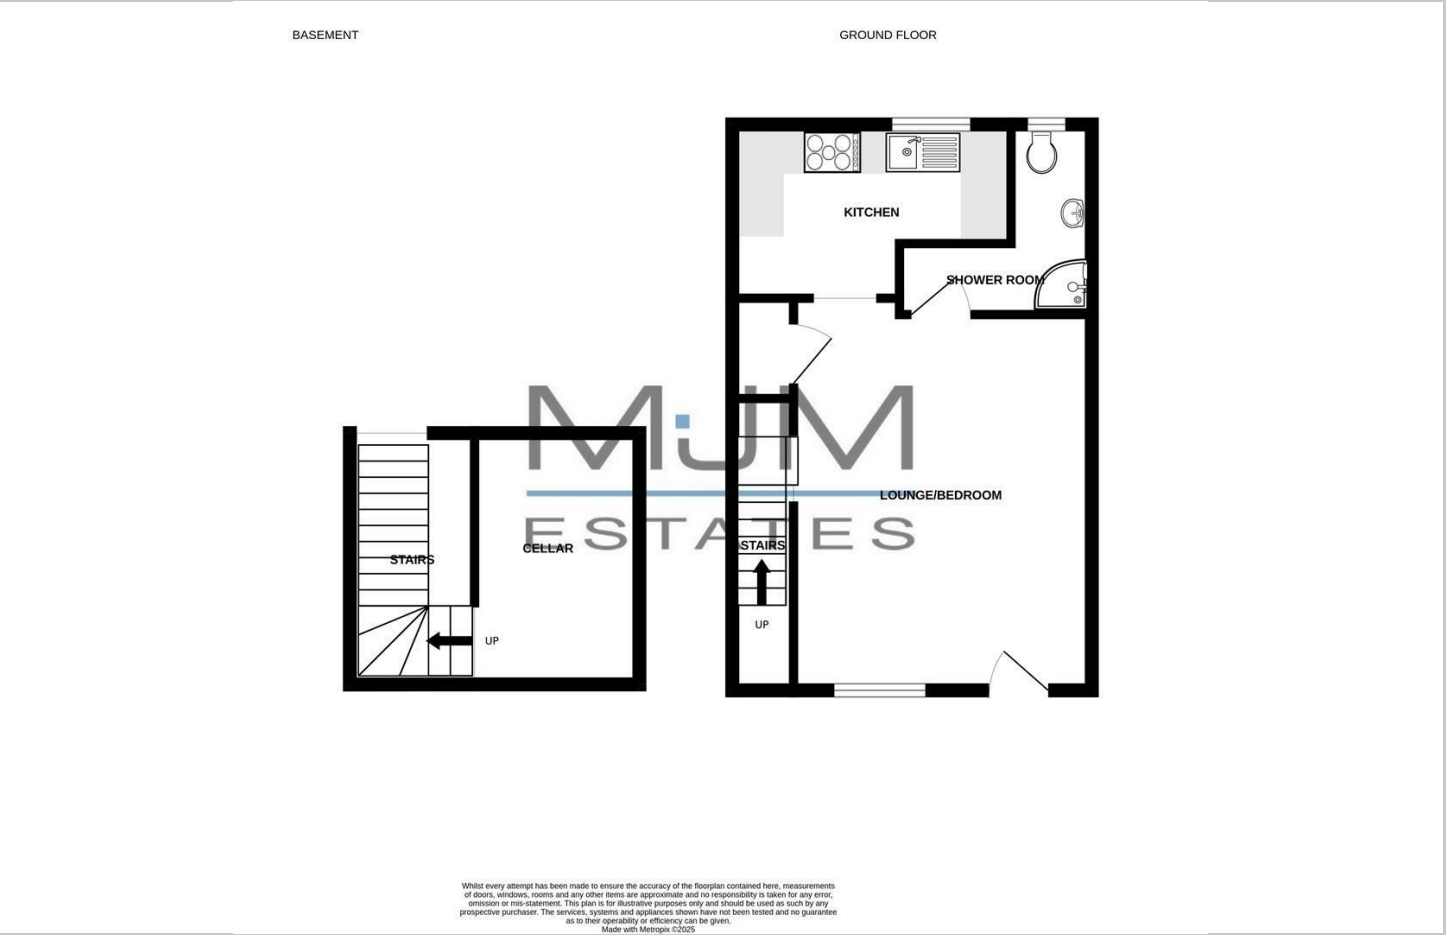 BASEMENT
GROUND FLOOR
KITCHEN
SHOWER ROOM
MJM
ESTATES
LOUNGE/BEDROOM
STAIRS
UP
CELLAR
STAIRS
UP
Whilst every attempt has been made to ensure the accuracy of the floorplan contained here, measurements
of doors, windows, rooms and any other items are approximate and no responsibility is taken for any error,
omission or mis-statement. This plan is for illustrative purposes only and should be used as such by any
prospective purchaser. The services, systems and appliances shown have not been tested and no guarantee
as to their operability or efficiency can be given.
Made with Metropix ©2025